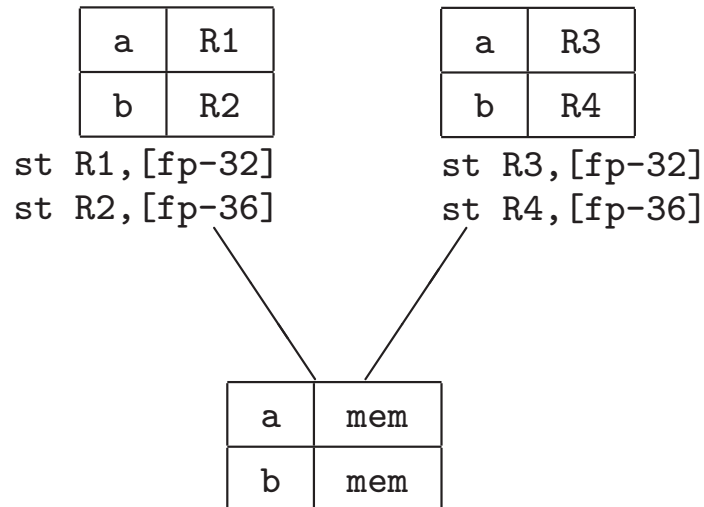 a R1 a R3
b R2 b R4
st R1,[fp-32] st R3,[fp-32]
st R2,[fp-36] st R4,[fp-36]
a mem
b mem